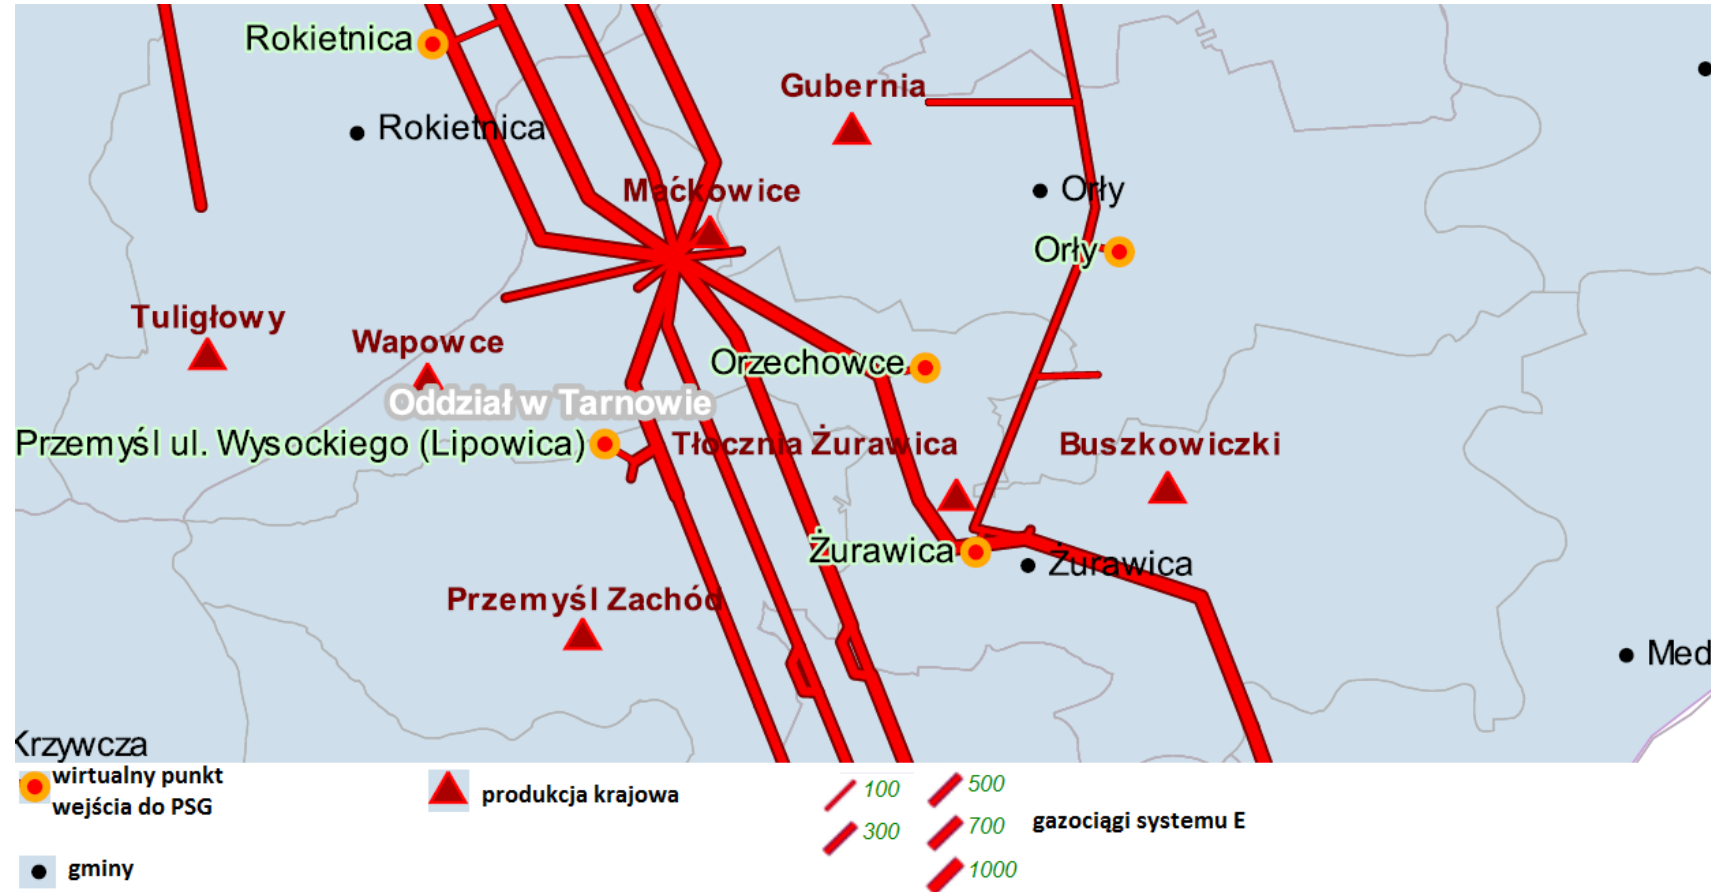 Rokietnica
Gubernia
Rokietnica
Maćkowice
Orły
Orły
Tuligłowy
Wapowce
Orzechowce
Oddział w Tarnowie
Przemyśl ul. Wysockiego (Lipowica)
Tłocznia Żurawica
Buszkowiczki
Żurawica
Żurawica
Przemyśl Zachód
Med
Krzywcza
wirtualny punkt
wejścia do PSG
produkcja krajowa
100
300
500
700
1000
gazociągi systemu E
gminy